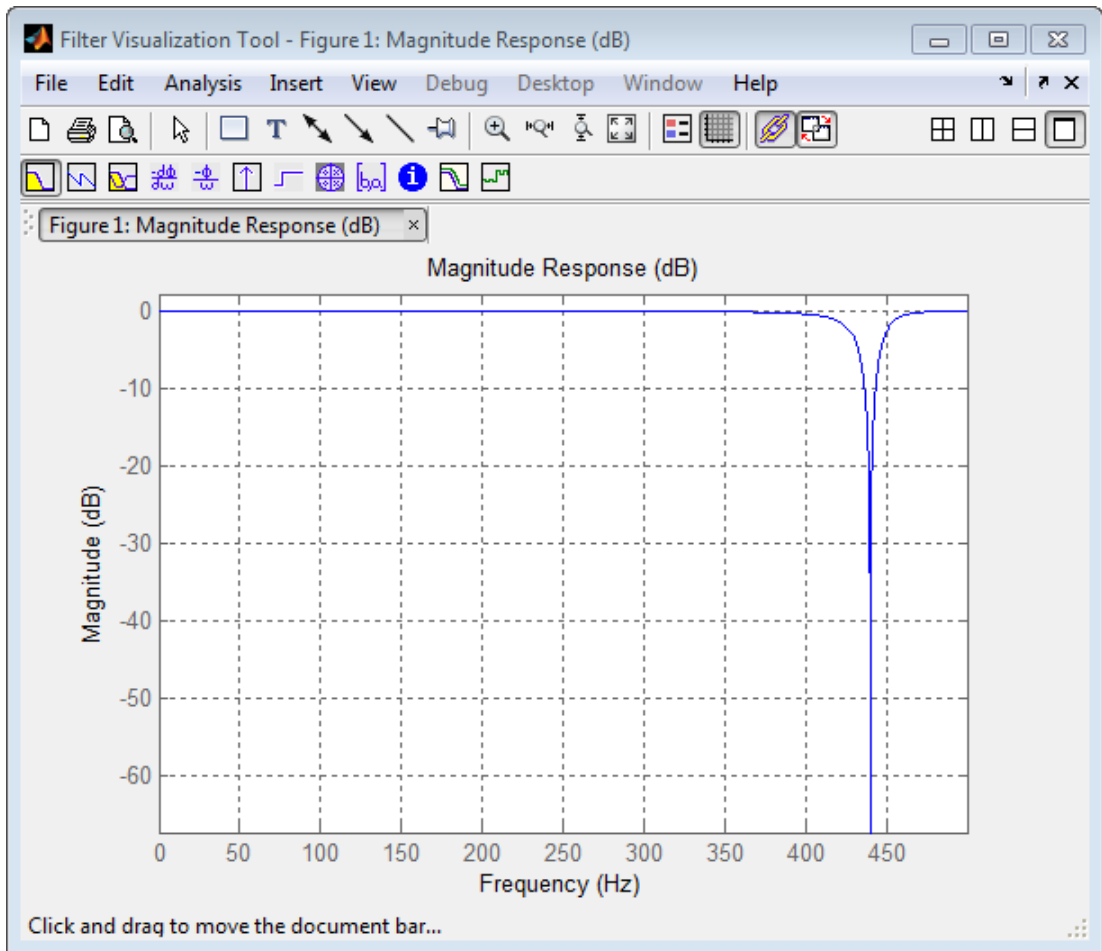 Filter Visualization Tool - Figure 1: Magnitude Response (dB)
File Edit Analysis Insert View Debug Desktop Window Help
Figure 1: Magnitude Response (dB)
Magnitude Response (dB)
0
-10
-20
-30
-40
-50
-60
Magnitude (dB)
0 50 100 150 200 250 300 350 400 450
Frequency (Hz)
Click and drag to move the document bar...